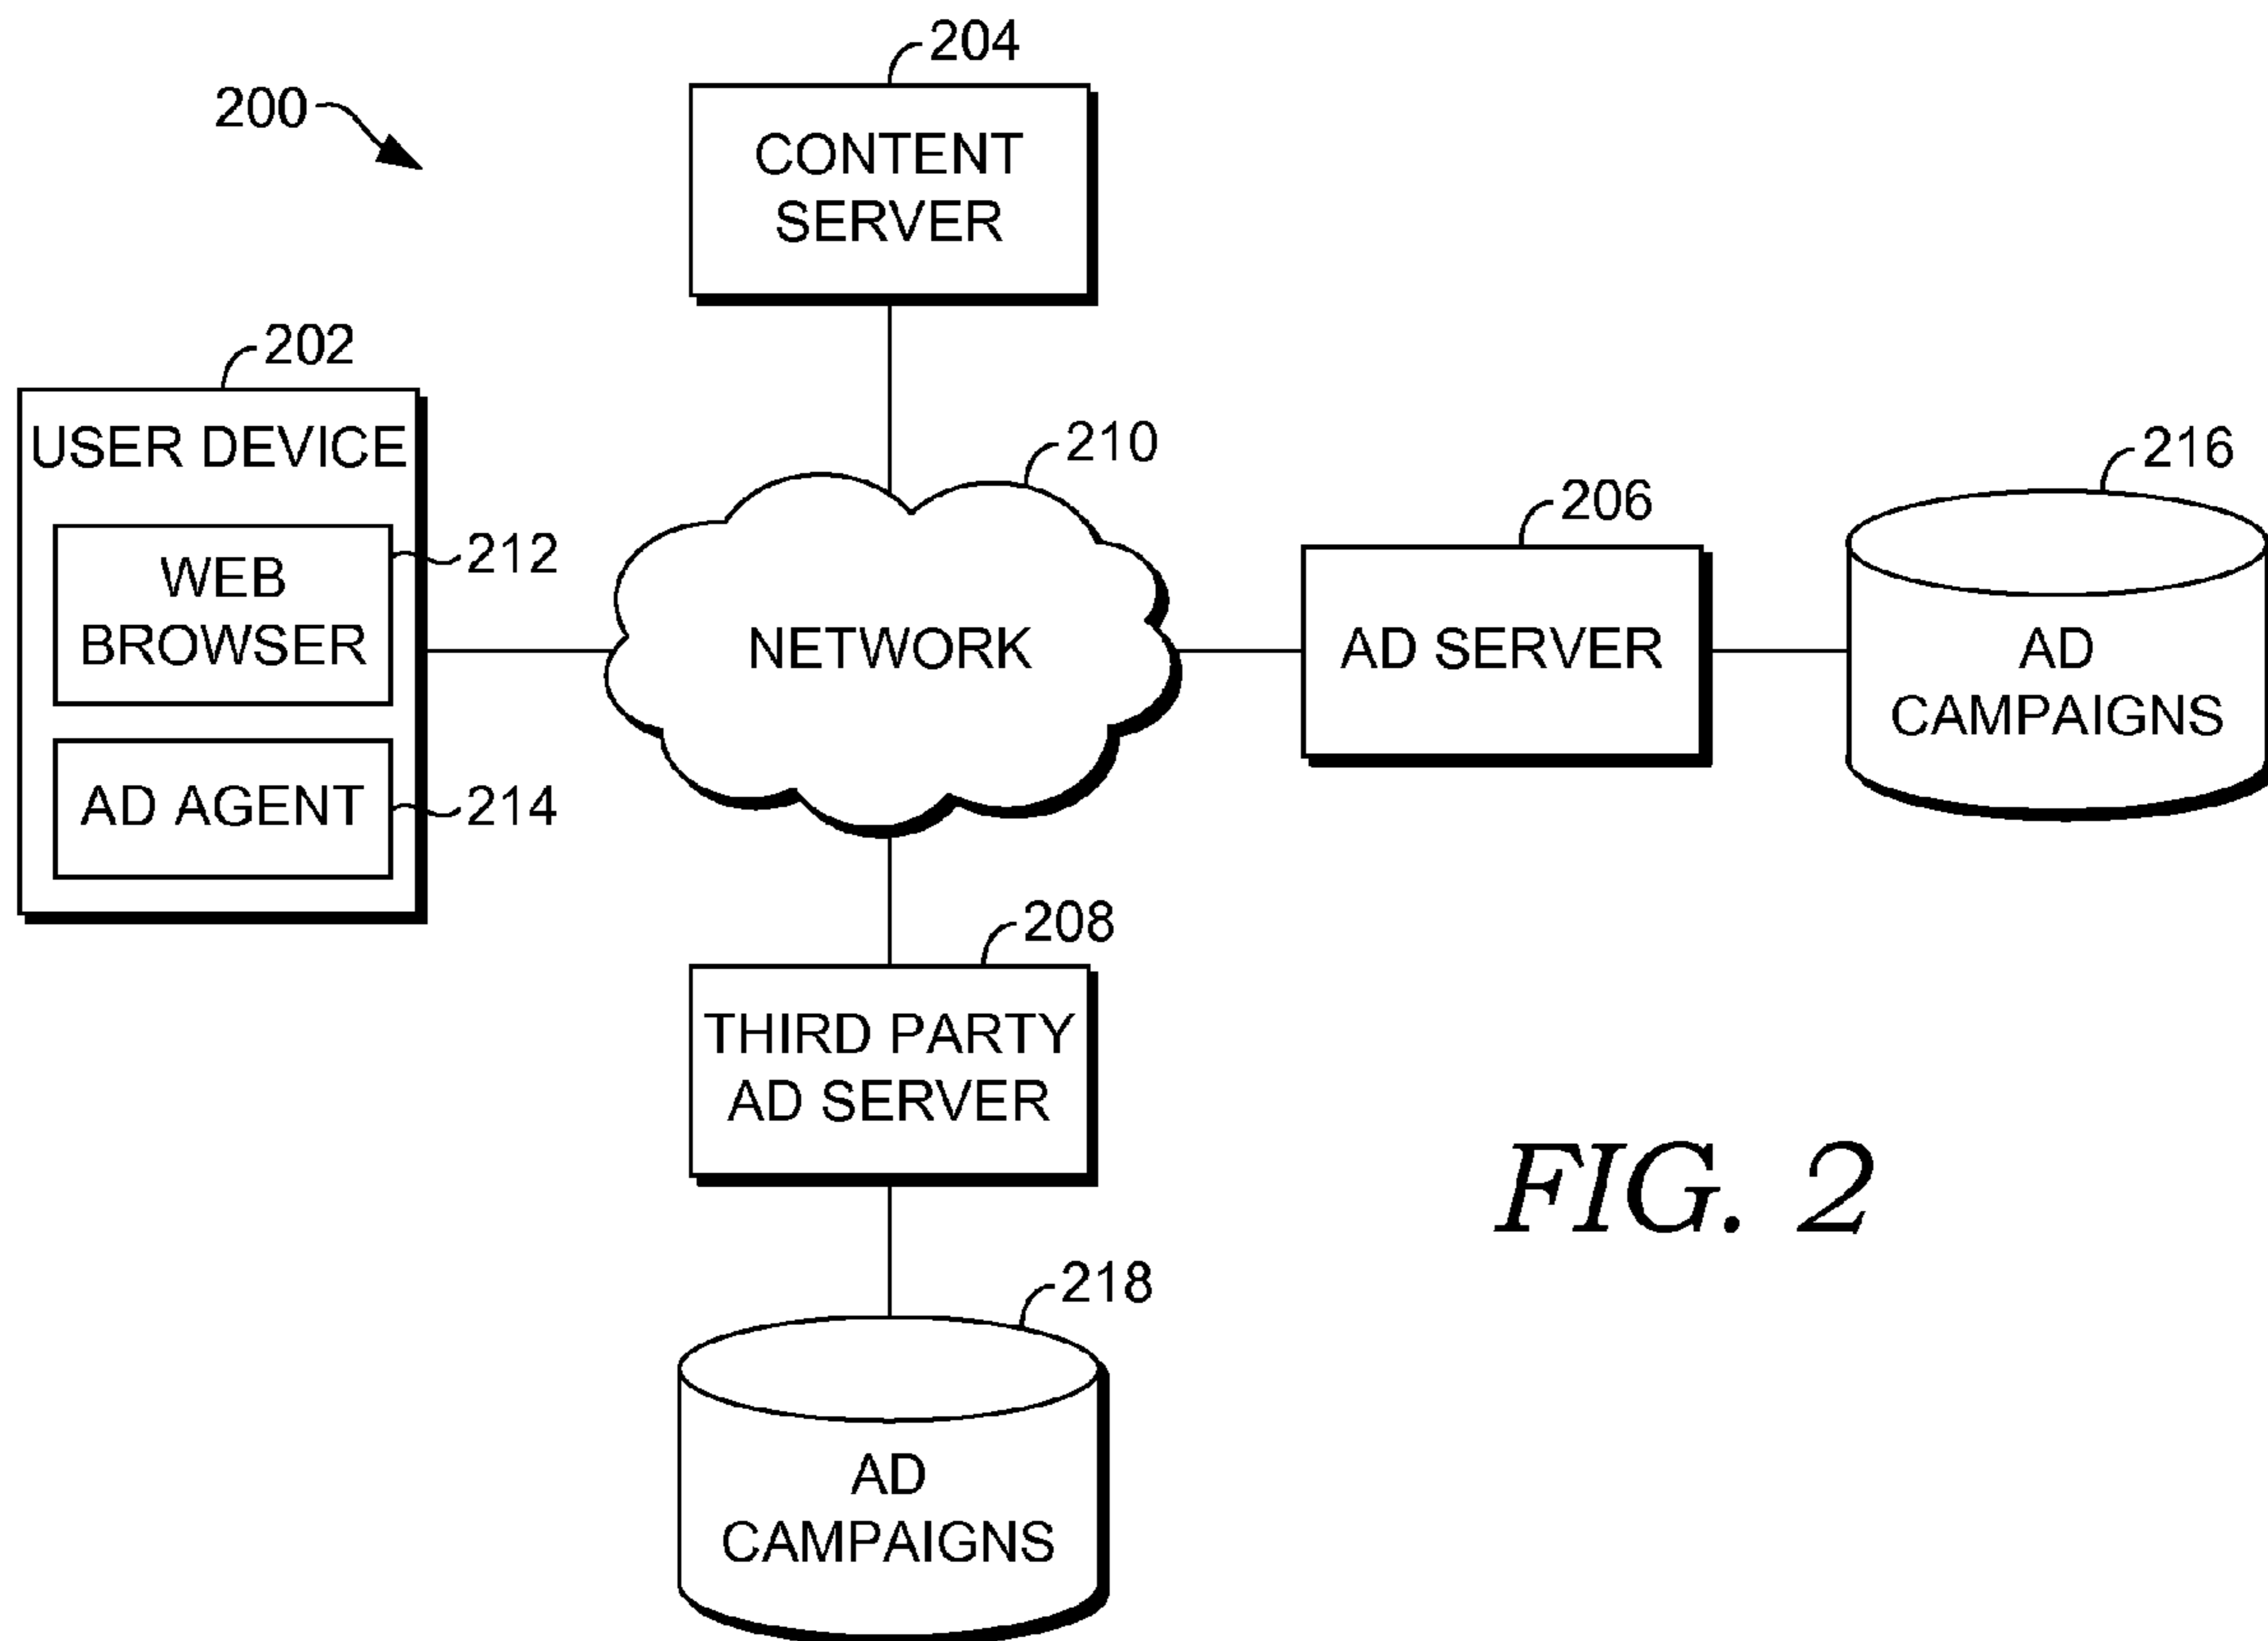 204
200
CONTENT
SERVER
202
USER DEVICE
210
216
206
WEB
BROWSER
212
NETWORK
AD SERVER
AD
CAMPAIGNS
AD AGENT
214
208
THIRD PARTY
AD SERVER
FIG. 2
218
AD
CAMPAIGNS